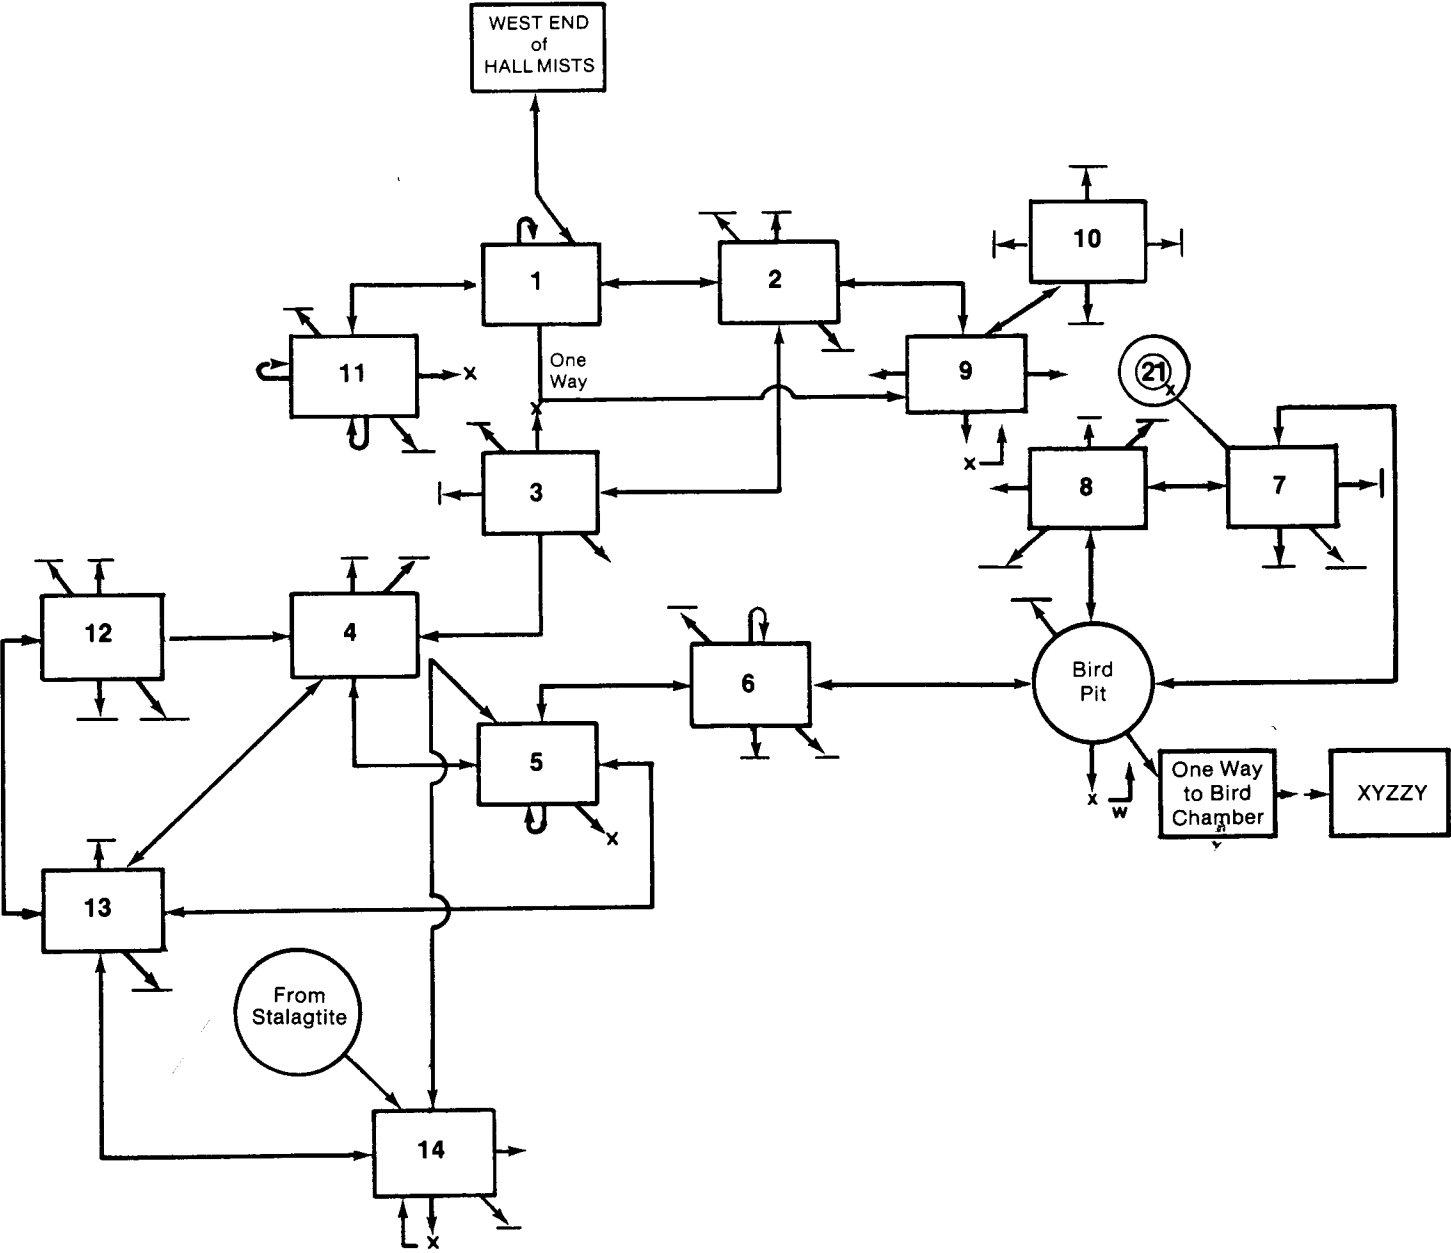 WEST END
of
HALL MISTS
10
1
2
One
Way
11
x
9
21
x
x
x
3
8
7
12
4
6
Bird
Pit
5
x
x
W
One Way
to Bird
Chamber
XYZZY
13
From
Stalagtite
14
x